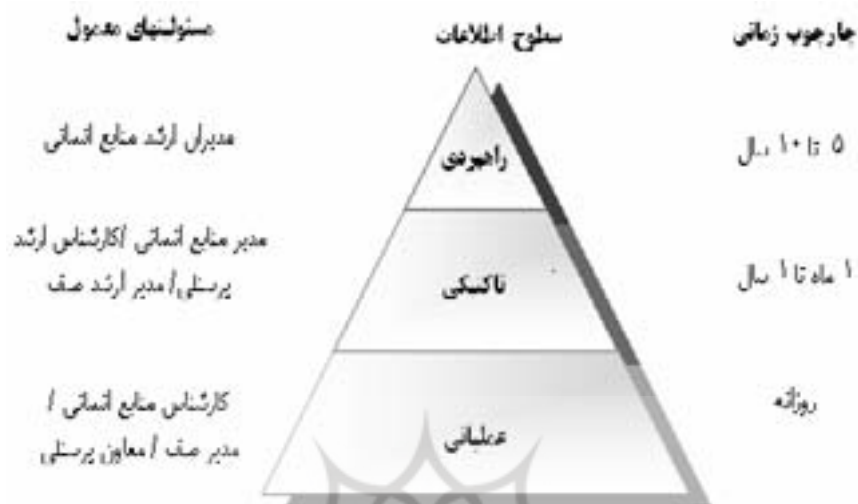 چارچوب زمانی
سطوح اطلاعات
مسئولیتهای معمول
۵ تا ۱۰ سال
راهبردی
مدیران ارشد منابع انسانی
۱ ماه تا ۱ سال
تاکتیکی
مدیر منابع انسانی / کارشناس ارشد
پرسنلی / مدیر ارشد صف
روزانه
عملیاتی
کارشناس منابع انسانی /
مدیر صف / معاون پرسنلی